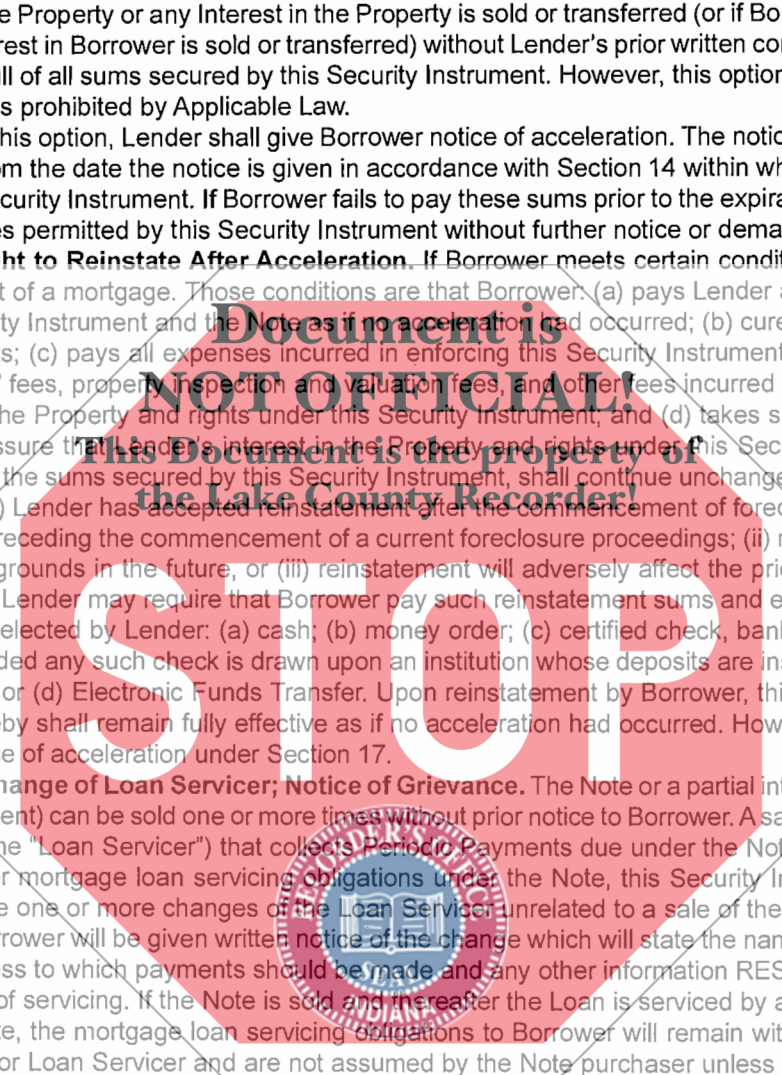 e Property or any Interest in the Property is sold or transferred (or if Bo
rest in Borrower is sold or transferred) without Lender's prior written co
ll of all sums secured by this Security Instrument. However, this option
s prohibited by Applicable Law.
his option, Lender shall give Borrower notice of acceleration. The notic
om the date the notice is given in accordance with Section 14 within wh
curity Instrument. If Borrower fails to pay these sums prior to the expira
es permitted by this Security Instrument without further notice or dema
ht to Reinstate After Acceleration. If Borrower meets certain condit
t of a mortgage. Those conditions are that Borrower: (a) pays Lender
ty Instrument and the Note as if no acceleration had occurred; (b) cure
s; (c) pays all expenses incurred in enforcing this Security Instrument
' fees, property inspection and valuation fees, and other fees incurred
he Property and rights under this Security Instrument; and (d) takes s
ssure that Lender's interest in the Property and rights under this Sec
the sums secured by this Security Instrument, shall continue unchange
) Lender has accepted reinstatement after the commencement of forec
receding the commencement of a current foreclosure proceedings; (ii)
grounds in the future, or (iii) reinstatement will adversely affect the pri
Lender may require that Borrower pay such reinstatement sums and e
elected by Lender: (a) cash; (b) money order; (c) certified check, ban
ded any such check is drawn upon an institution whose deposits are in
or (d) Electronic Funds Transfer. Upon reinstatement by Borrower, thi
by shall remain fully effective as if no acceleration had occurred. How
e of acceleration under Section 17.
hange of Loan Servicer; Notice of Grievance. The Note or a partial int
ent) can be sold one or more times without prior notice to Borrower. A sa
he "Loan Servicer") that collects Periodic Payments due under the Not
r mortgage loan servicing obligations under the Note, this Security I
e one or more changes of the Loan Servicer unrelated to a sale of the
rrower will be given written notice of the change which will state the nam
ess to which payments should be made and any other information RES
of servicing. If the Note is sold and thereafter the Loan is serviced by a
te, the mortgage loan servicing obligations to Borrower will remain wit
or Loan Servicer and are not assumed by the Note purchaser unless
Document is
NOT OFFICIAL!
This Document is the property of
the Lake County Recorder!
STOP
RECORDER'S OFFICE
SEAL
INDIANA